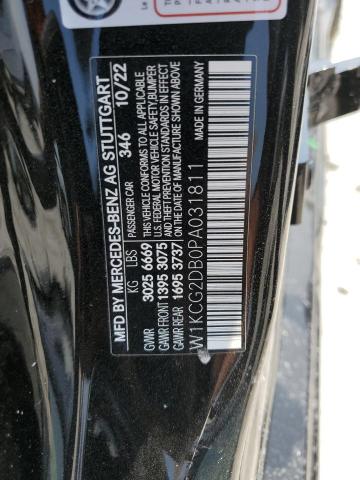 MFD BY MERCEDES-BENZ AG STUTTGART
PASSENGER CAR 346 10/22
KG LBS
GVWR 3025 6669
GAWR FRONT 1395 3075
GAWR REAR 1695 3737
THIS VEHICLE CONFORMS TO ALL APPLICABLE
FEDERAL MOTOR VEHICLE SAFETY, BUMPER
AND THEFT PREVENTION STANDARDS IN EFFECT
ON THE DATE OF MANUFACTURE SHOWN ABOVE
MADE IN GERMANY
W1KCG2DB0PA031811